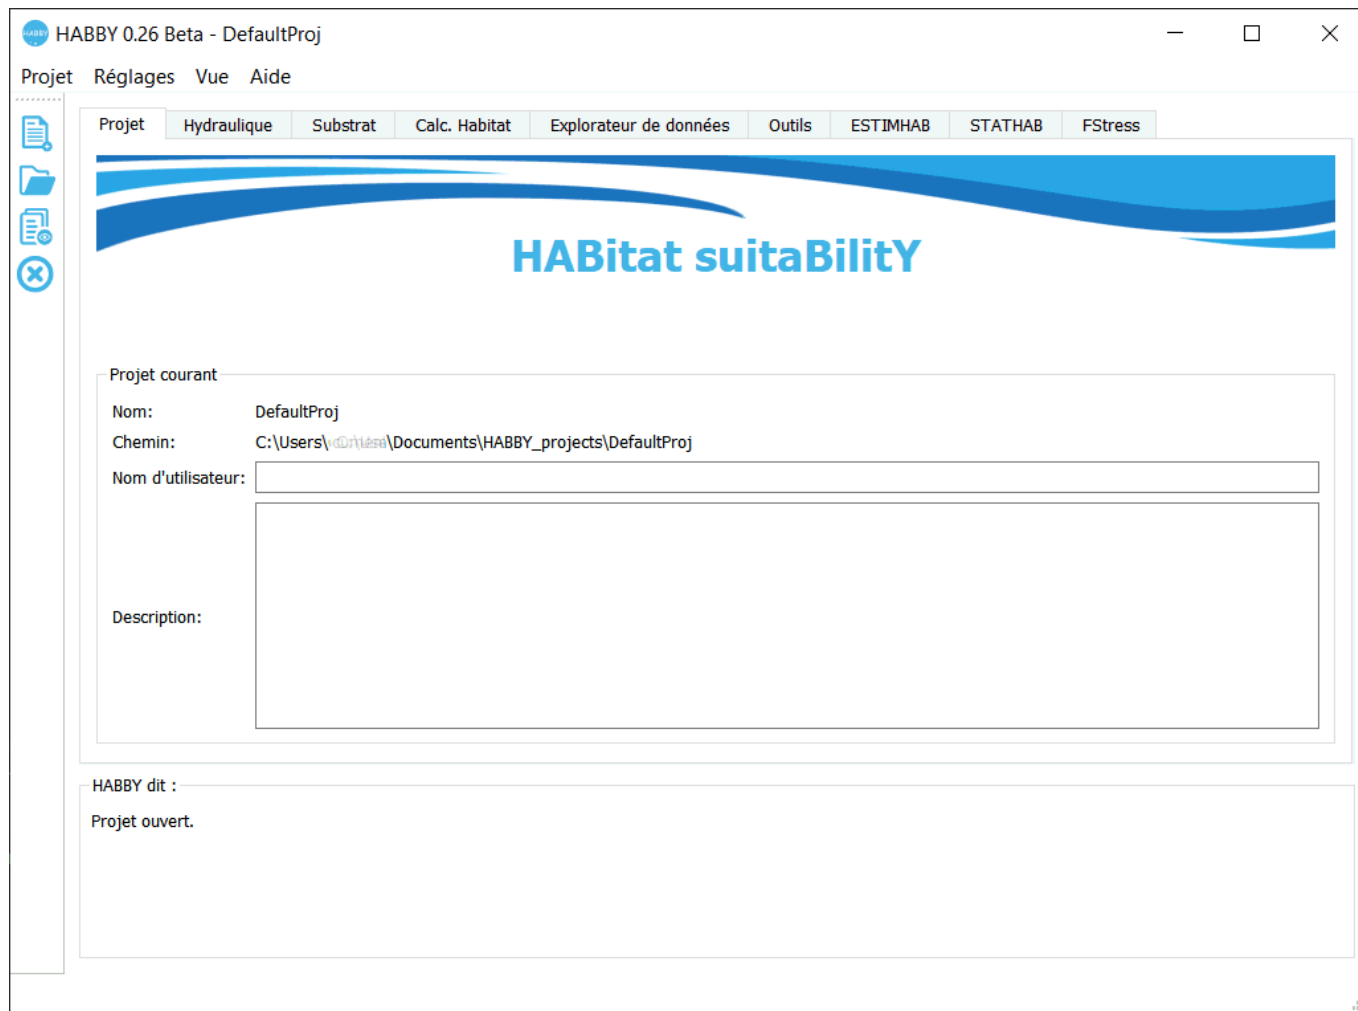 HABBY 0.26 Beta - DefaultProj
Projet Réglages Vue Aide
Projet Hydraulique Substrat Calc. Habitat Explorateur de données Outils ESTIMHAB STATHAB FStress
HABitat suitaBilitY
Projet courant
Nom: DefaultProj
Chemin: C:\Users\ \Documents\HABBY_projects\DefaultProj
Nom d'utilisateur:
Description:
HABBY dit :
Projet ouvert.